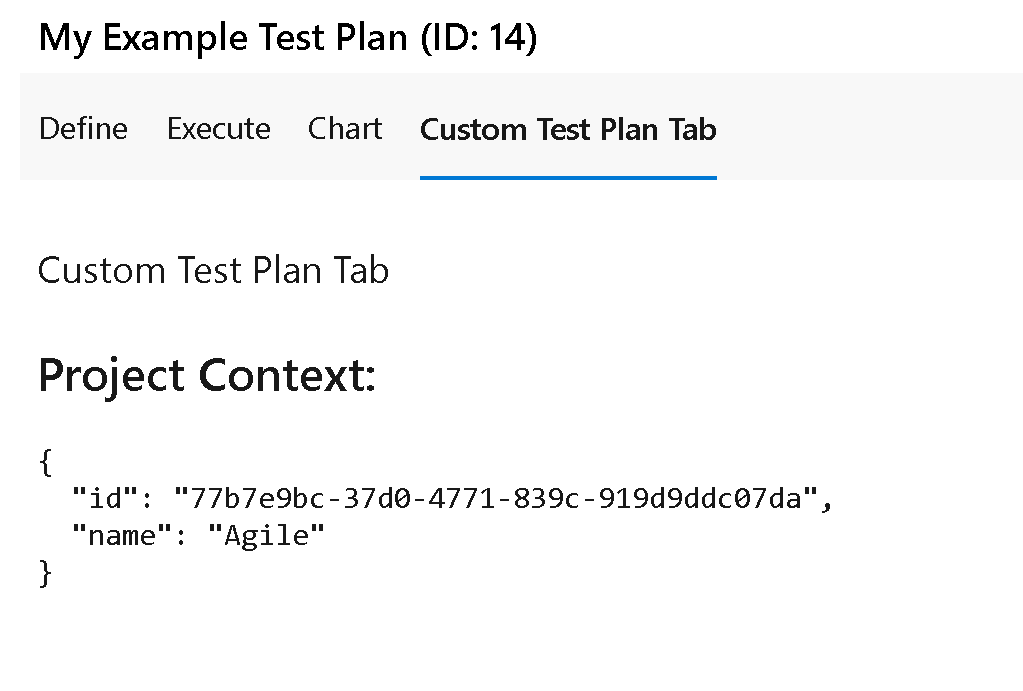 My Example Test Plan (ID: 14)
Define Execute Chart Custom Test Plan Tab
Custom Test Plan Tab
Project Context:
{
  "id": "77b7e9bc-37d0-4771-839c-919d9ddc07da",
  "name": "Agile"
}